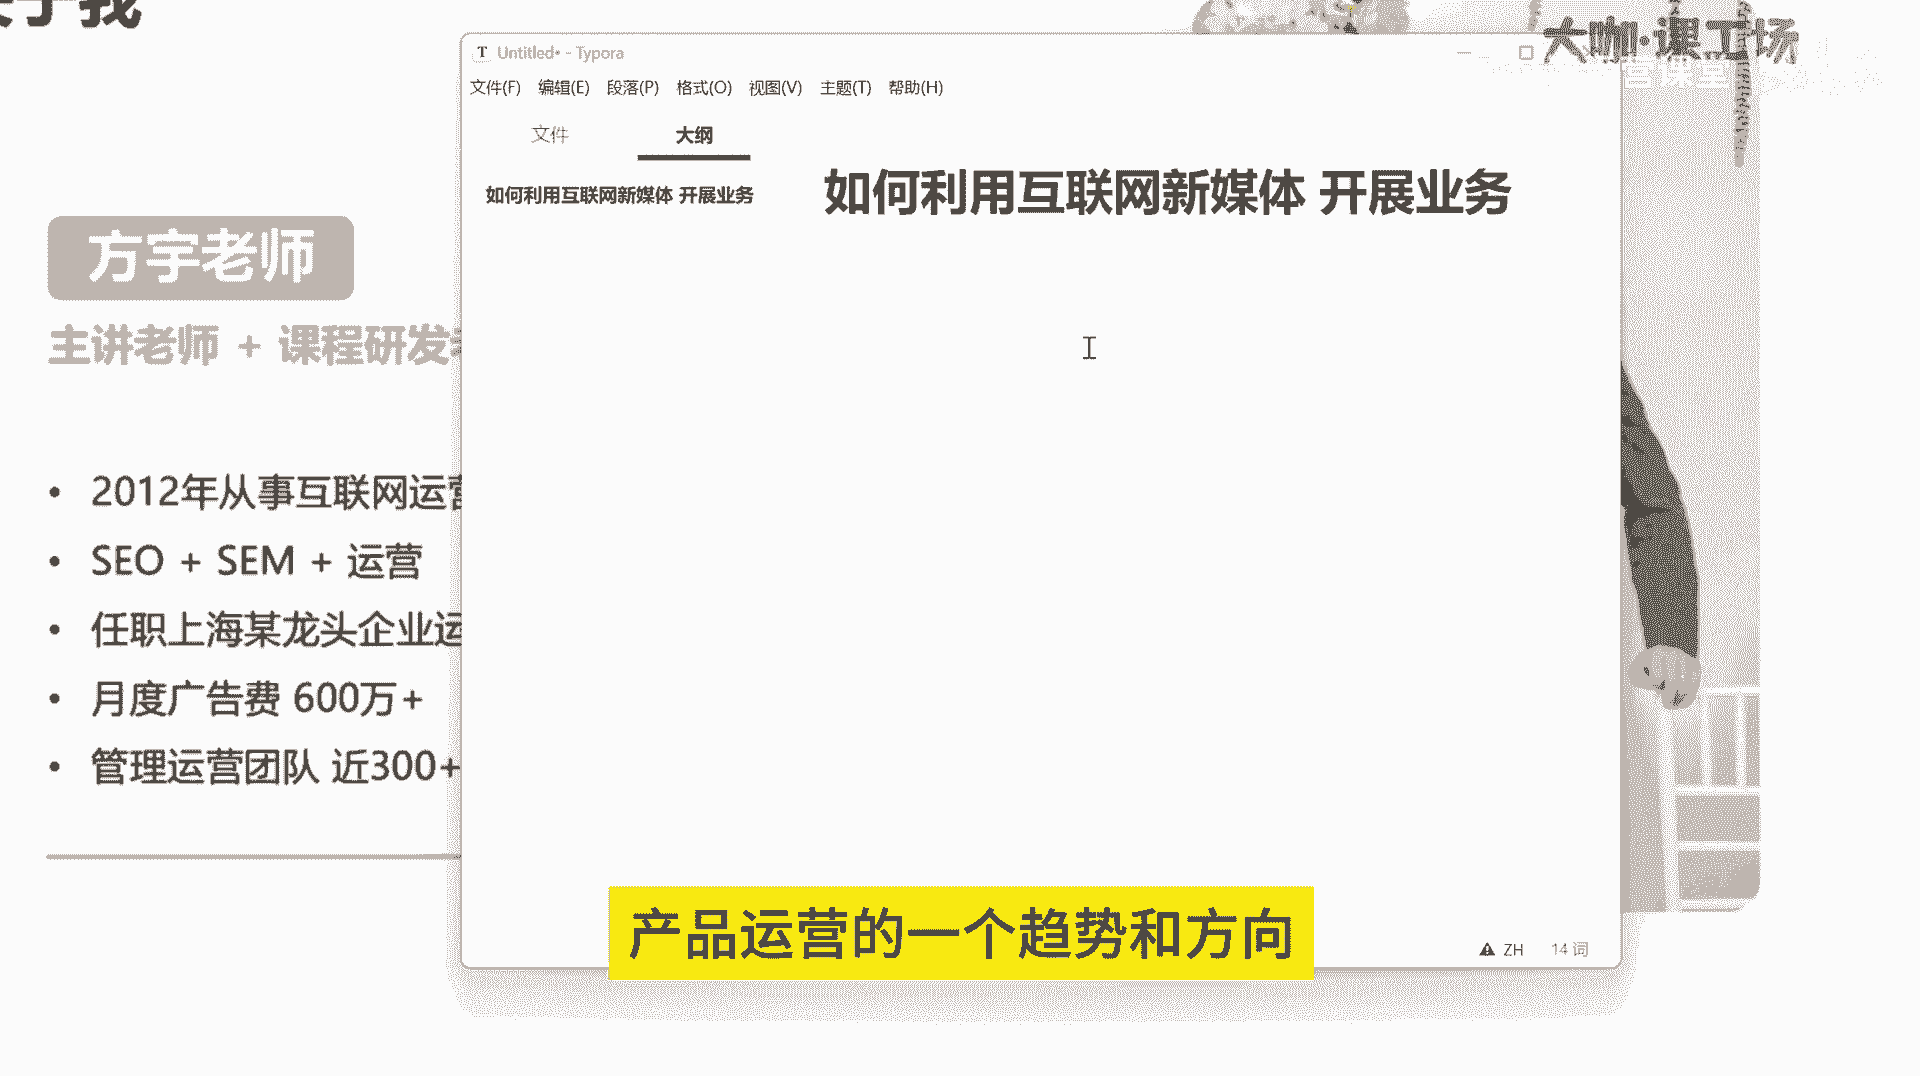 关于我
大咖·课工场
营课堂
T Untitled• - Typora
文件(F) 编辑(E) 段落(P) 格式(O) 视图(V) 主题(T) 帮助(H)
文件 大纲
如何利用互联网新媒体 开展业务
如何利用互联网新媒体 开展业务
方宇老师
主讲老师 + 课程研发
• 2012年从事互联网运营
• SEO + SEM + 运营
• 任职上海某龙头企业运
• 月度广告费 600万+
• 管理运营团队 近300+
产品运营的一个趋势和方向
ZH 14 词